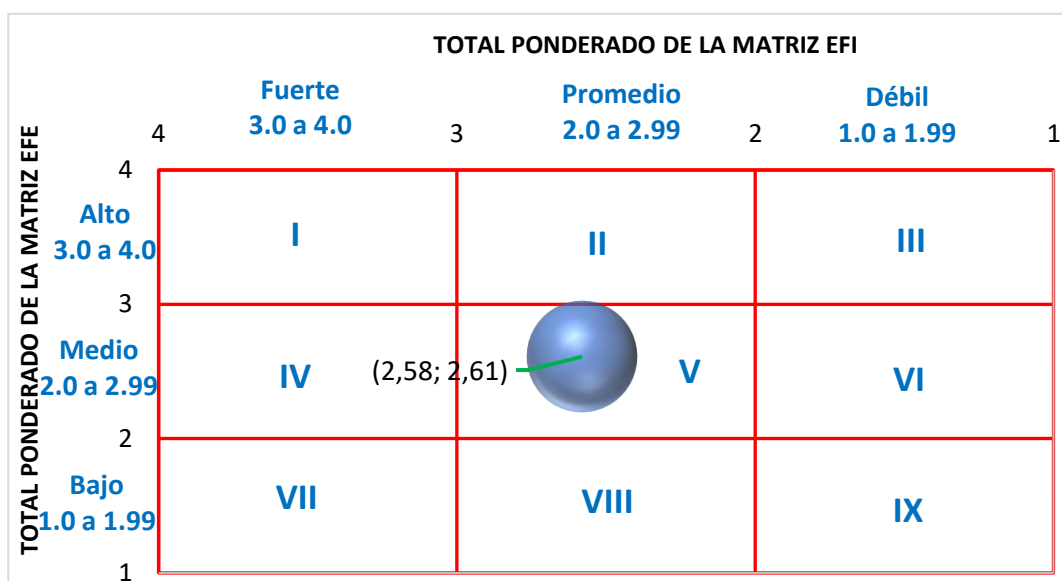 TOTAL PONDERADO DE LA MATRIZ EFI
Fuerte
3.0 a 4.0
Promedio
2.0 a 2.99
Débil
1.0 a 1.99
4 3 2 1
TOTAL PONDERADO DE LA MATRIZ EFE
4
Alto
3.0 a 4.0
I II III
3
Medio
2.0 a 2.99
IV (2,58; 2,61) V VI
2
Bajo
1.0 a 1.99
VII VIII IX
1